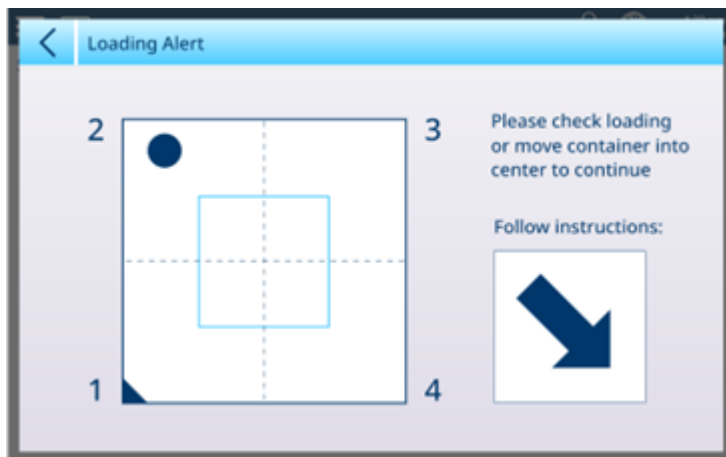 Loading Alert
2
3
Please check loading
or move container into
center to continue
Follow instructions:
1
4